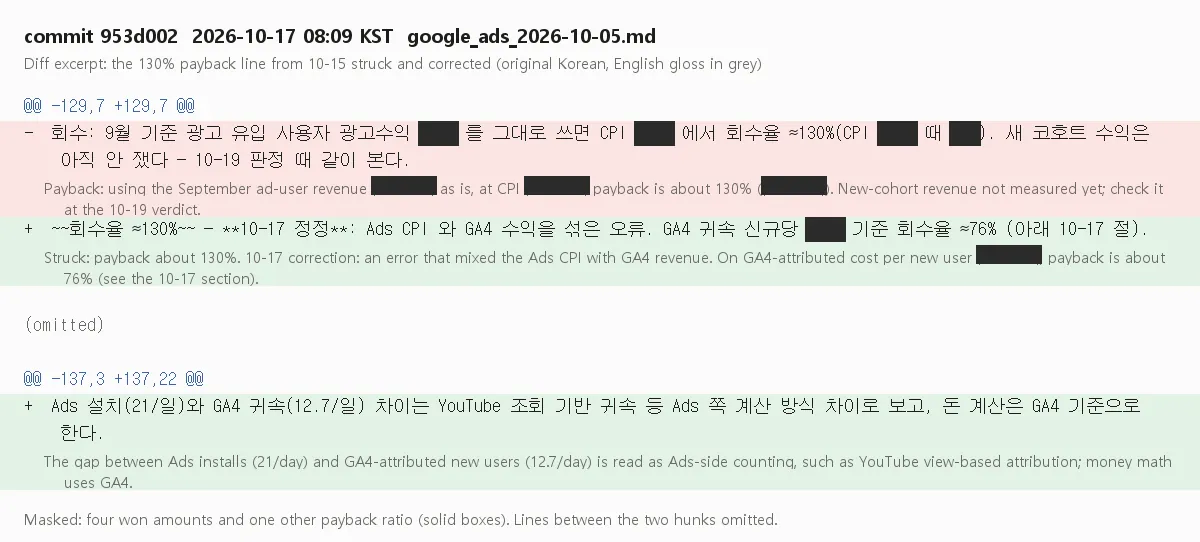 commit 953d002 2026-10-17 08:09 KST google_ads_2026-10-05.md
Diff excerpt: the 130% payback line from 10-15 struck and corrected (original Korean, English gloss in grey)
@@ -129,7 +129,7 @@
- 회수: 9월 기준 광고 유입 사용자 광고수익 를 그대로 쓰면 CPI 에서 회수율 ≈130%(CPI 때 ). 새 코호트 수익은
아직 안 쟀다 - 10-19 판정 때 같이 본다.
Payback: using the September ad-user revenue as is, at CPI payback is about 130% ( ). New-cohort revenue not measured yet; check it
at the 10-19 verdict.
+ ~~회수율 ≈130%~~ - **10-17 정정**: Ads CPI 와 GA4 수익을 섞은 오류. GA4 귀속 신규당 기준 회수율 ≈76% (아래 10-17 절).
Struck: payback about 130%. 10-17 correction: an error that mixed the Ads CPI with GA4 revenue. On GA4-attributed cost per new user payback is about
76% (see the 10-17 section).
(omitted)
@@ -137,3 +137,22 @@
+ Ads 설치(21/일)와 GA4 귀속(12.7/일) 차이는 YouTube 조회 기반 귀속 등 Ads 쪽 계산 방식 차이로 보고, 돈 계산은 GA4 기준으로
한다.
The gap between Ads installs (21/day) and GA4-attributed new users (12.7/day) is read as Ads-side counting, such as YouTube view-based attribution; money math
uses GA4.
Masked: four won amounts and one other payback ratio (solid boxes). Lines between the two hunks omitted.